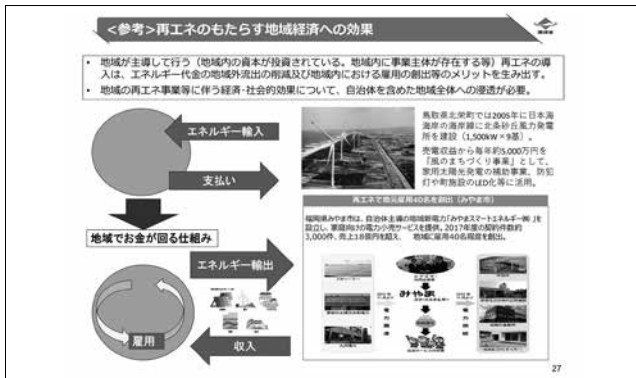 <参考>再エネのもたらす地域経済への効果
環境省
・ 地域が主導して行う（地域内の資本が投資されている。地域内に事業主体が存在する等）再エネの導
入は、エネルギー代金の地域外流出の削減及び地域内における雇用の創出等のメリットを生み出す。
・ 地域の再エネ事業等に伴う経済・社会的効果について、自治体を含めた地域全体への浸透が必要。
エネルギー輸入
支払い
地域でお金が回る仕組み
エネルギー輸出
雇用
収入
鳥取県北栄町では2005年に日本海
海岸の海岸線に北条砂丘風力発電
所を建設（1,500kW×9基）。
売電収益から毎年約5,000万円を
『風のまちづくり事業』として、
家用太陽光発電の補助事業、防犯
灯や町施設のLED化等に活用。
再エネで地元雇用40名を創出（みやま市）
福岡県みやま市は、自治体主導の地域新電力「みやまスマートエネルギー㈱」を
設立し、家庭向けの電力小売サービスを提供。2017年度の契約件数約
3,000件、売上18億円を超え、 地域に雇用40名程度を創出。
みやま
電力調達
電力供給
27